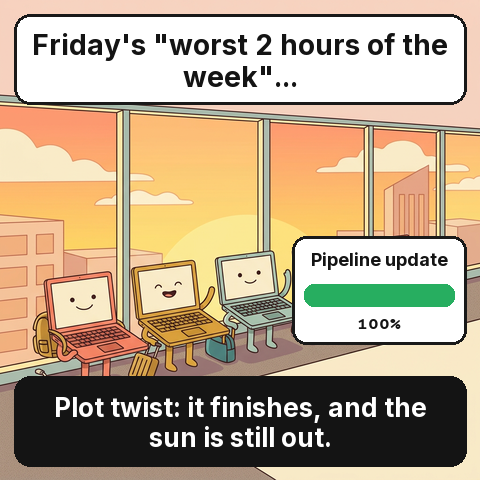 Friday's "worst 2 hours of the
week"...
Pipeline update
100%
Plot twist: it finishes, and the
sun is still out.